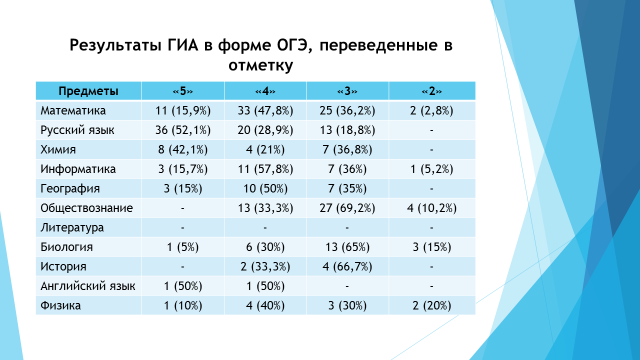 Результаты ГИА в форме ОГЭ, переведенные в
отметку
Предметы «5» «4» «3» «2»
Математика 11 (15,9%) 33 (47,8%) 25 (36,2%) 2 (2,8%)
Русский язык 36 (52,1%) 20 (28,9%) 13 (18,8%) -
Химия 8 (42,1%) 4 (21%) 7 (36,8%) -
Информатика 3 (15,7%) 11 (57,8%) 7 (36%) 1 (5,2%)
География 3 (15%) 10 (50%) 7 (35%) -
Обществознание - 13 (33,3%) 27 (69,2%) 4 (10,2%)
Литература - - - -
Биология 1 (5%) 6 (30%) 13 (65%) 3 (15%)
История - 2 (33,3%) 4 (66,7%) -
Английский язык 1 (50%) 1 (50%) - -
Физика 1 (10%) 4 (40%) 3 (30%) 2 (20%)